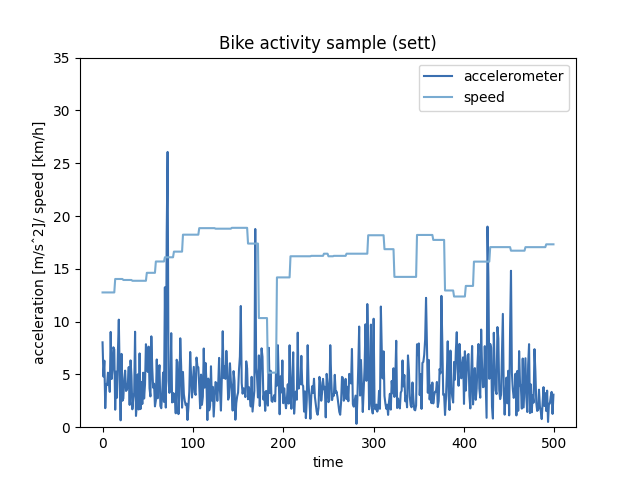 Bike activity sample (sett)
accelerometer
speed
acceleration [m/s^2]/ speed [km/h]
35
30
25
20
15
10
5
0
0 100 200 300 400 500
time